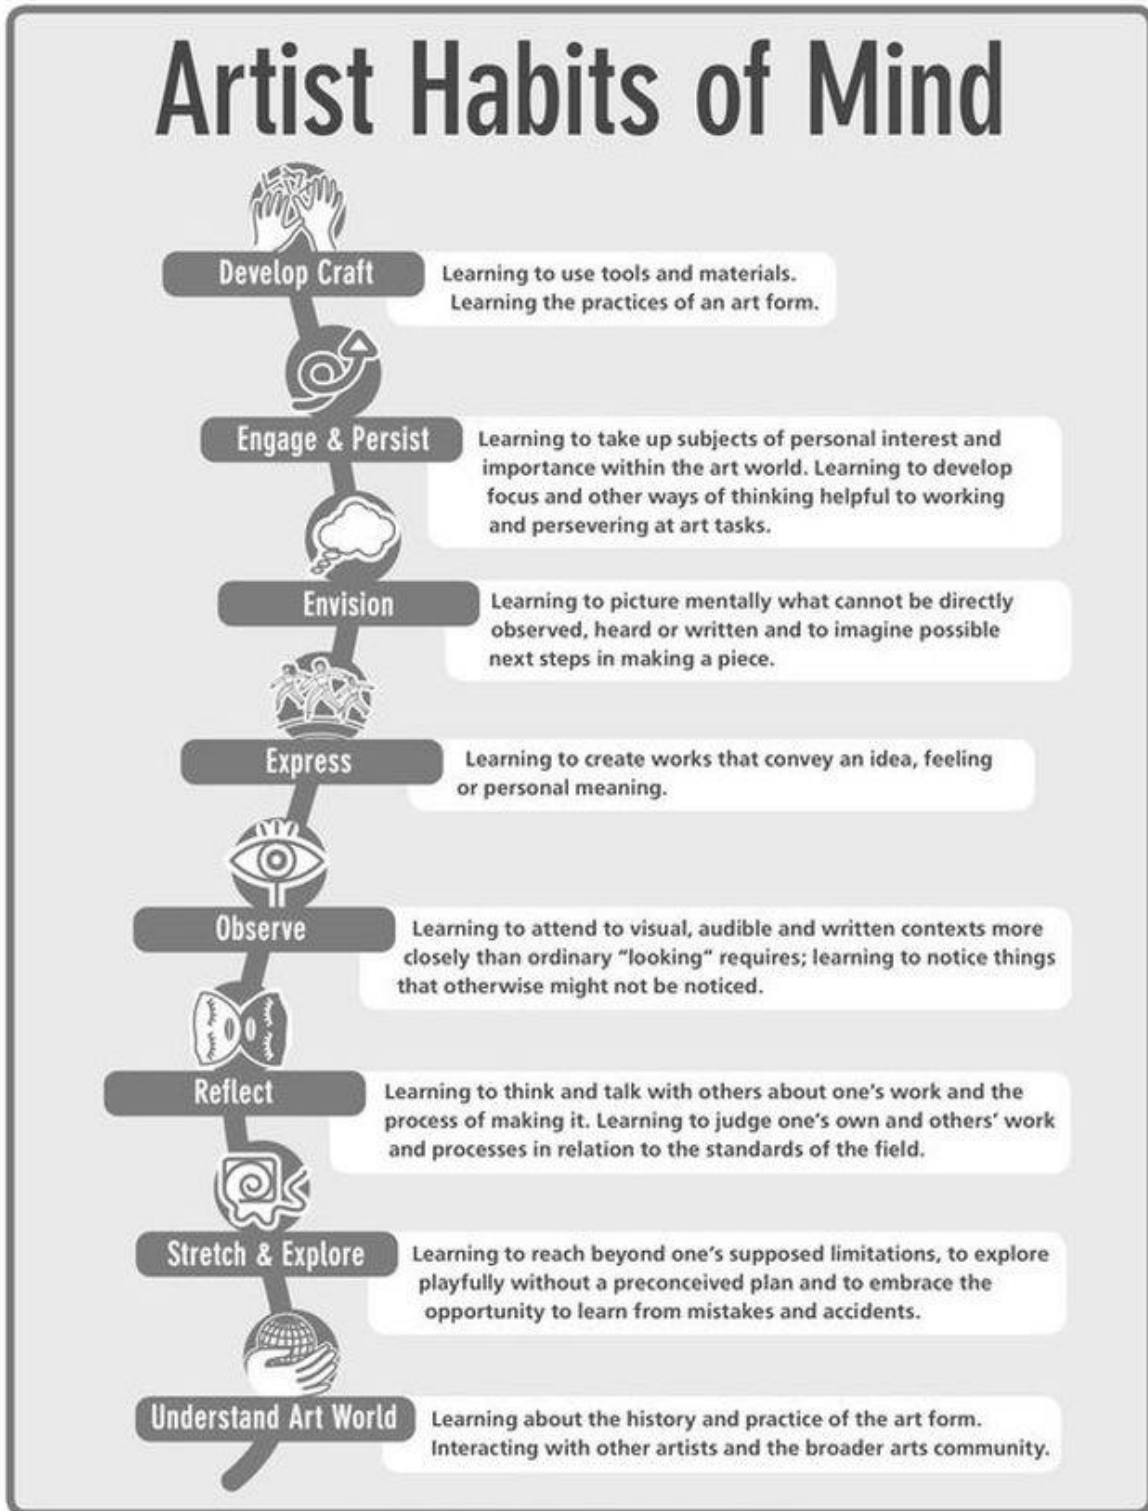 Artist Habits of Mind
Develop Craft
Learning to use tools and materials.
Learning the practices of an art form.
Engage & Persist
Learning to take up subjects of personal interest and
importance within the art world. Learning to develop
focus and other ways of thinking helpful to working
and persevering at art tasks.
Envision
Learning to picture mentally what cannot be directly
observed, heard or written and to imagine possible
next steps in making a piece.
Express
Learning to create works that convey an idea, feeling
or personal meaning.
Observe
Learning to attend to visual, audible and written contexts more
closely than ordinary “looking” requires; learning to notice things
that otherwise might not be noticed.
Reflect
Learning to think and talk with others about one’s work and the
process of making it. Learning to judge one’s own and others’ work
and processes in relation to the standards of the field.
Stretch & Explore
Learning to reach beyond one’s supposed limitations, to explore
playfully without a preconceived plan and to embrace the
opportunity to learn from mistakes and accidents.
Understand Art World
Learning about the history and practice of the art form.
Interacting with other artists and the broader arts community.